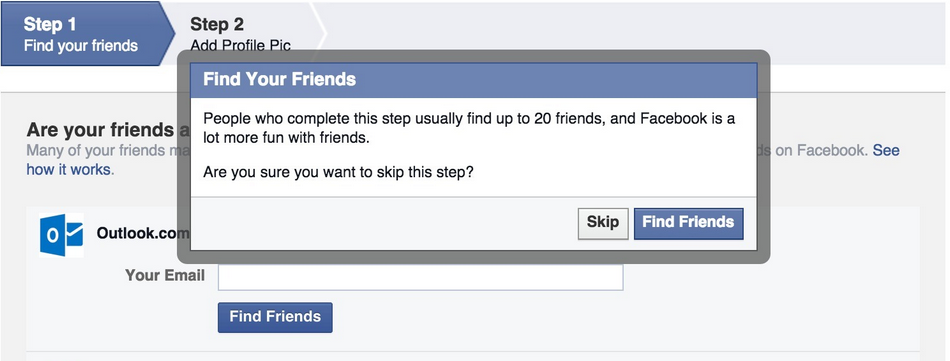 Step 1
Find your friends
Step 2
Add Profile Pic
Find Your Friends
People who complete this step usually find up to 20 friends, and Facebook is a
lot more fun with friends.
Are you sure you want to skip this step?
Skip
Find Friends
Are your friends a
Many of your friends ma
ds on Facebook. See
how it works.
Outlook.com
Your Email
Find Friends